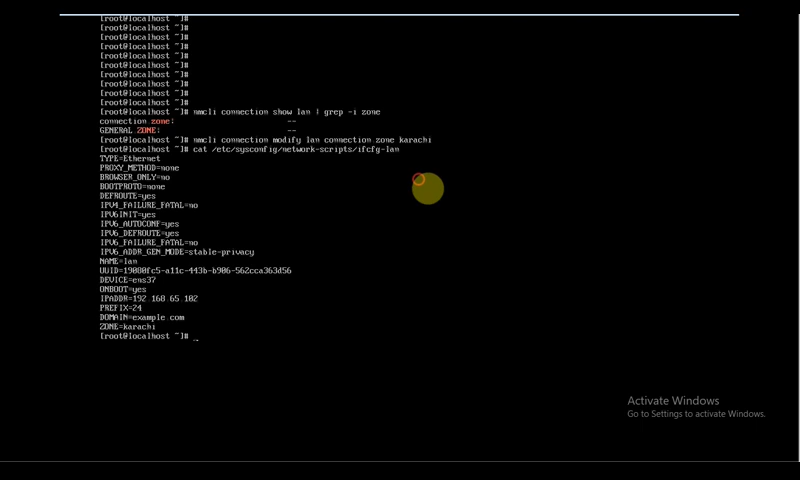 [root@localhost ~]#
[root@localhost ~]#
[root@localhost ~]#
[root@localhost ~]#
[root@localhost ~]#
[root@localhost ~]#
[root@localhost ~]#
[root@localhost ~]#
[root@localhost ~]#
[root@localhost ~]#
[root@localhost ~]# nmcli connection show lan | grep -i zone
connection.zone: --
GENERAL.ZONE: --
[root@localhost ~]# nmcli connection modify lan connection.zone karachi
[root@localhost ~]# cat /etc/sysconfig/network-scripts/ifcfg-lan
TYPE=Ethernet
PROXY_METHOD=none
BROWSER_ONLY=no
BOOTPROTO=none
DEFROUTE=yes
IPV4_FAILURE_FATAL=no
IPV6INIT=yes
IPV6_AUTOCONF=yes
IPV6_DEFROUTE=yes
IPV6_FAILURE_FATAL=no
IPV6_ADDR_GEN_MODE=stable-privacy
NAME=lan
UUID=19080fc5-a11c-443b-b906-562cca363d56
DEVICE=ens37
ONBOOT=yes
IPADDR=192.168.65.102
PREFIX=24
DOMAIN=example.com
ZONE=karachi
[root@localhost ~]# _
Activate Windows
Go to Settings to activate Windows.